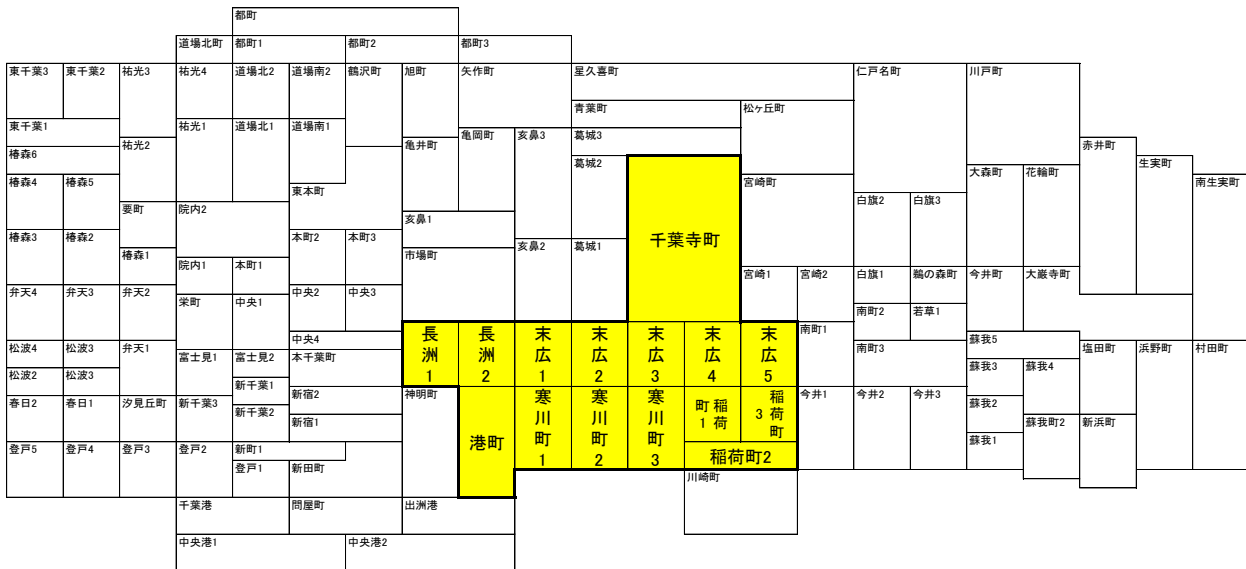 都町
道場北町 都町1 都町2 都町3
東千葉3 東千葉2 祐光3 祐光4 道場北2 道場南2 鶴沢町 旭町 矢作町 星久喜町 仁戸名町 川戸町
青葉町 松ヶ丘町
東千葉1 祐光1 道場北1 道場南1 亀岡町 亥鼻3 葛城3
椿森6 祐光2 亀井町 葛城2 赤井町 生実町
椿森4 椿森5 大森町 花輪町 南生実町
東本町 宮崎町 白旗2 白旗3
要町 院内2 亥鼻1
椿森3 椿森2 本町2 本町3 千葉寺町
椿森1 市場町 亥鼻2 葛城1
院内1 本町1 宮崎1 宮崎2 白旗1 鵜の森町 今井町 大巌寺町
弁天4 弁天3 弁天2 栄町 中央1 中央2 中央3
南町2 若草1
長洲1 長洲2 末広1 末広2 末広3 末広4 末広5 南町1
中央4 蘇我5
松波4 松波3 弁天1 富士見1 富士見2 本千葉町 南町3 塩田町 浜野町 村田町
松波2 松波3 蘇我3 蘇我4
新千葉1 新宿2 神明町
春日2 春日1 汐見丘町 新千葉3 新千葉2 港町 寒川町1 寒川町2 寒川町3 稲荷町1 稲荷町3 今井1 今井2 今井3 蘇我2
新宿1 蘇我町2 新浜町
登戸5 登戸4 登戸3 登戸2 新町1 稲荷町2 蘇我1
登戸1 新田町 川崎町
千葉港 問屋町 出洲港
中央港1 中央港2